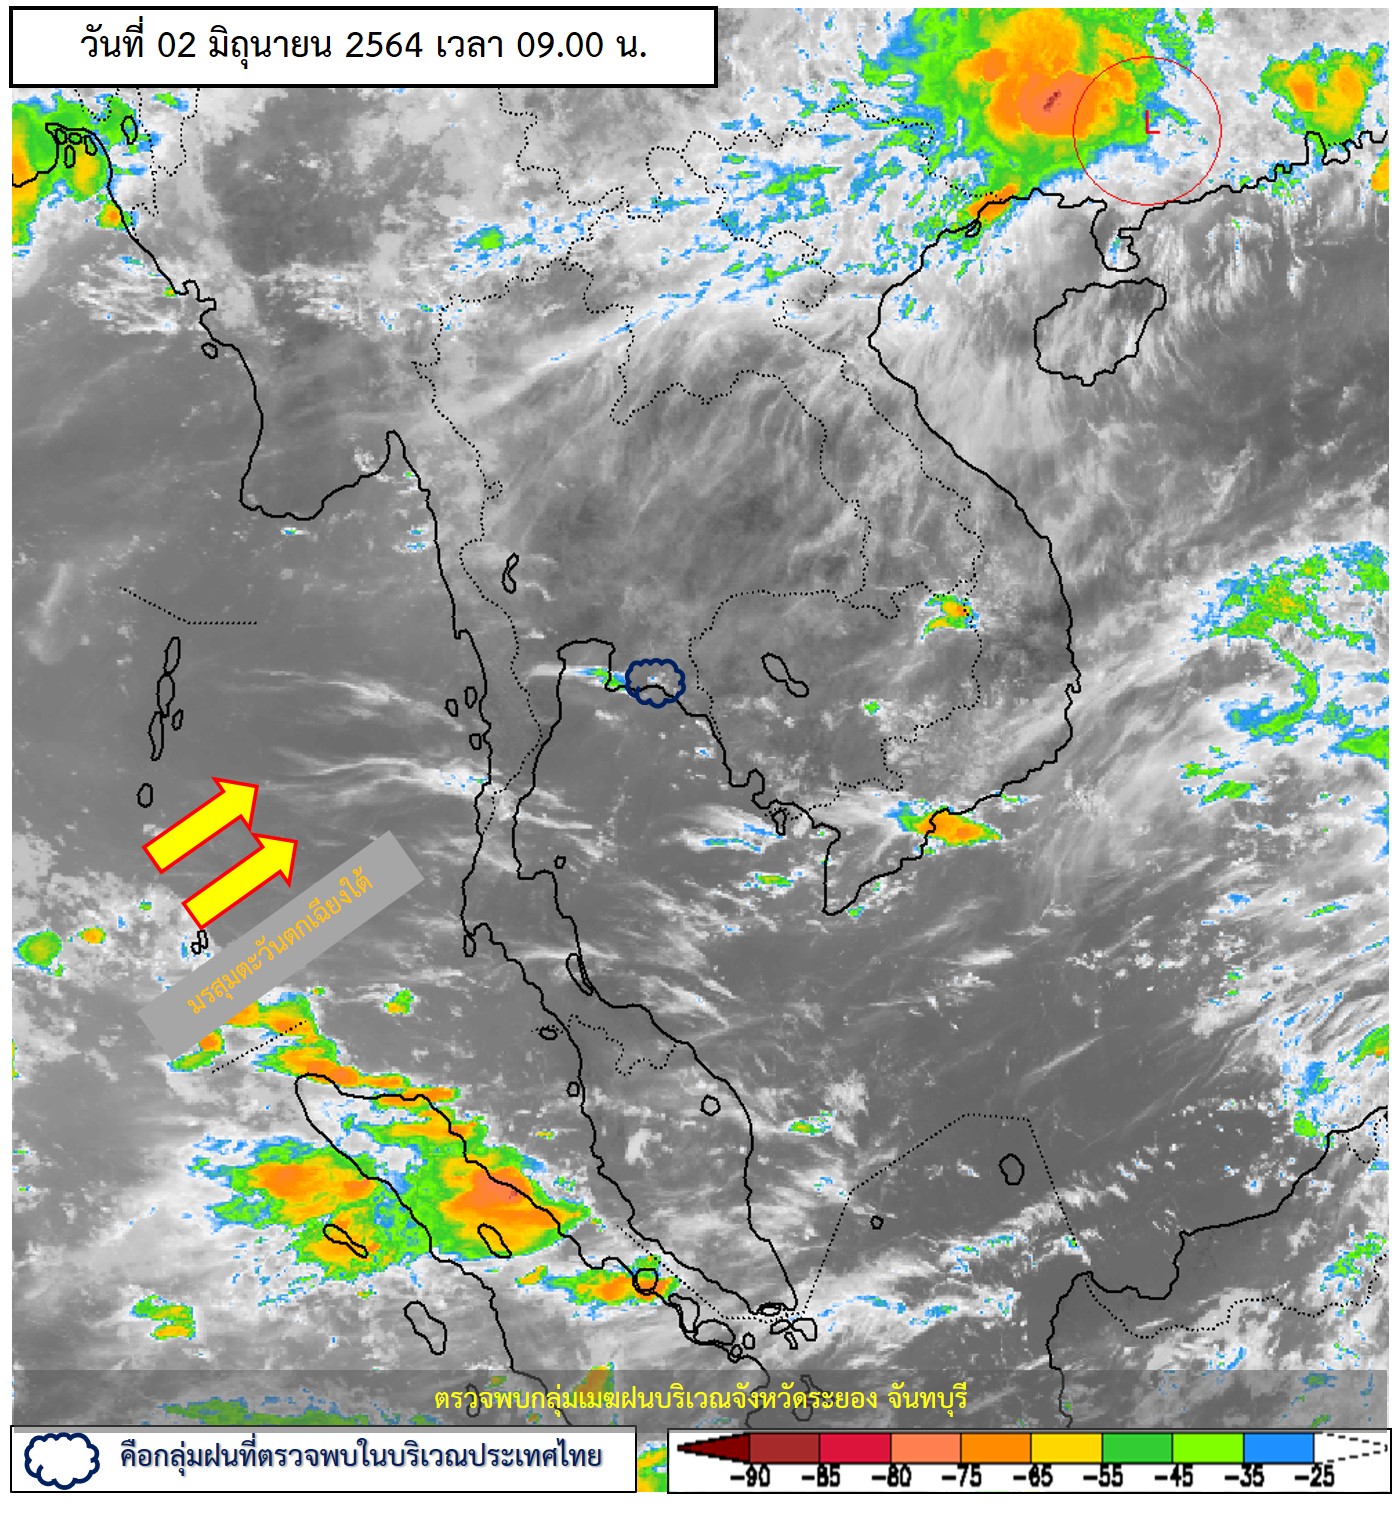 วันที่ 02 มิถุนายน 2564 เวลา 09.00 น.
L
มรสุมตะวันตกเฉียงใต้
ตรวจพบกลุ่มเมฆฝนบริเวณจังหวัดระยอง จันทบุรี
คือกลุ่มฝนที่ตรวจพบในบริเวณประเทศไทย
-90 -85 -80 -75 -65 -55 -45 -35 -25